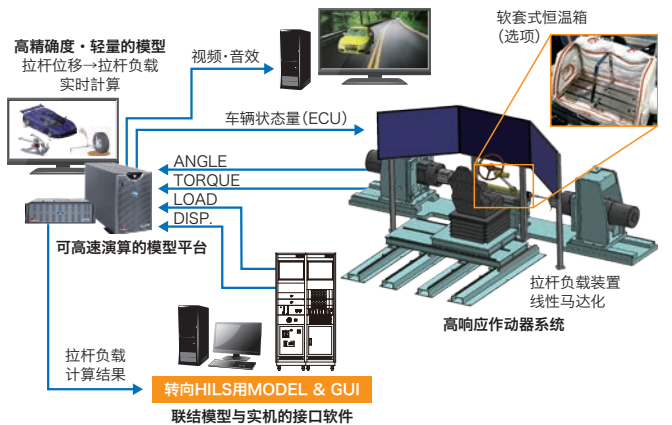 高精确度・轻量的模型
拉杆位移→拉杆负载
实时計算
视频・音效
软套式恒温箱
(选项)
车辆状态量(ECU)
ANGLE
TORQUE
LOAD
DISP.
可高速演算的模型平台
拉杆负载装置
线性马达化
高响应作动器系统
拉杆负载
计算结果
转向HILS用MODEL & GUI
联结模型与实机的接口软件